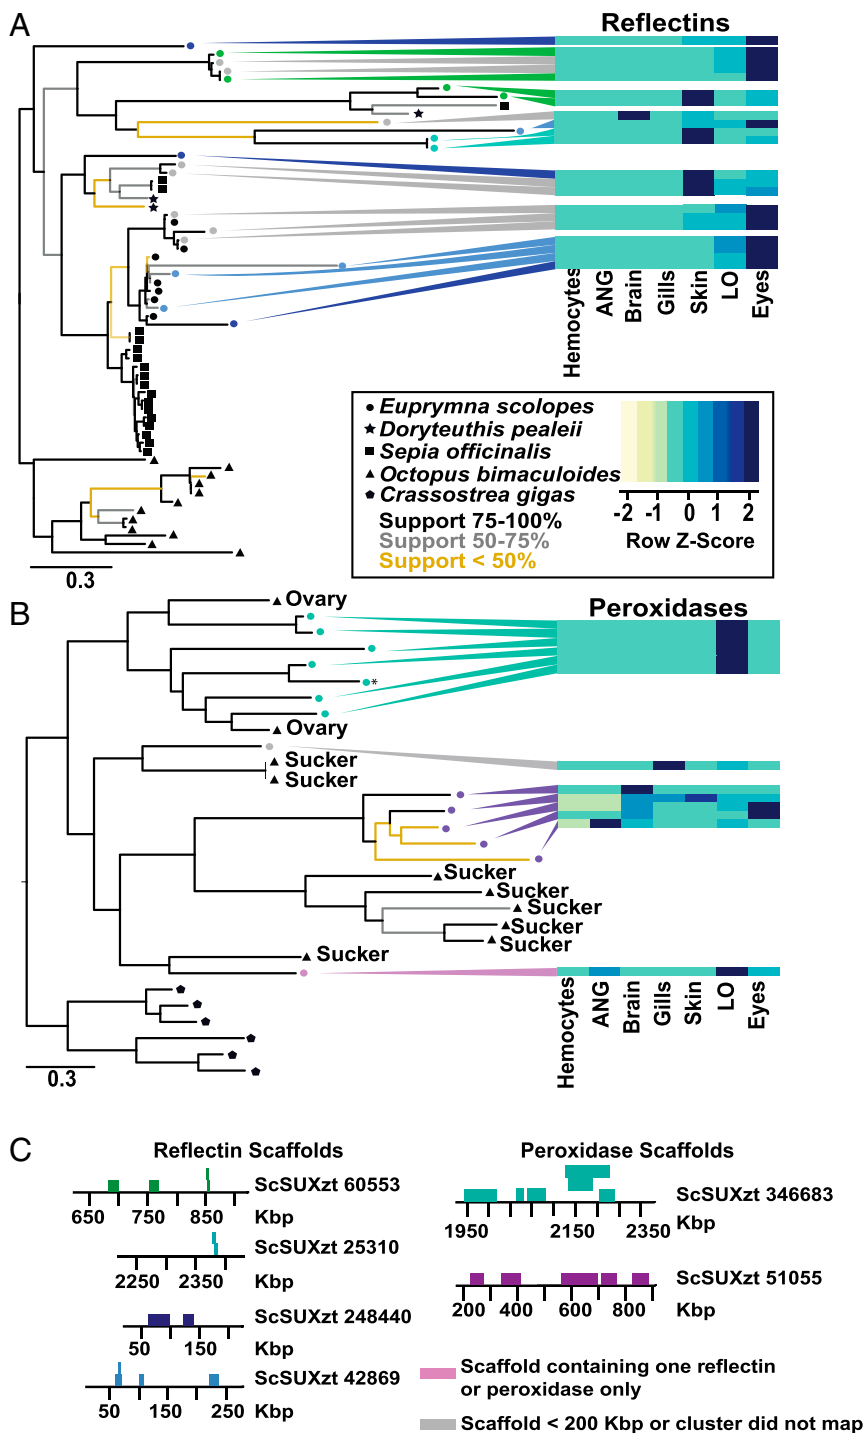 A
Reflectins
Hemocytes
ANG
Brain
Gills
Skin
LO
Eyes
Euprymna scolopes
Doryteuthis pealeii
Sepia officinalis
Octopus bimaculoides
Crassostrea gigas
Support 75-100%
Support 50-75%
Support < 50%
-2 -1 0 1 2
Row Z-Score
0.3
B
Peroxidases
Ovary
*
Ovary
Sucker
Sucker
Sucker
Sucker
Sucker
Sucker
Sucker
Sucker
Hemocytes
ANG
Brain
Gills
Skin
LO
Eyes
0.3
C
Reflectin Scaffolds
ScSUXzt 60553
650 750 850 Kbp
ScSUXzt 25310
2250 2350 Kbp
ScSUXzt 248440
50 150 Kbp
ScSUXzt 42869
50 150 250 Kbp
Peroxidase Scaffolds
ScSUXzt 346683
1950 2150 2350 Kbp
ScSUXzt 51055
200 400 600 800 Kbp
Scaffold containing one reflectin
or peroxidase only
Scaffold < 200 Kbp or cluster did not map